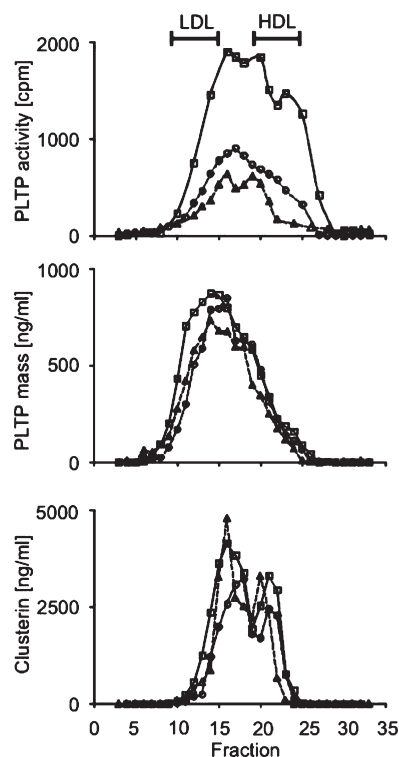 LDL HDL
2000
1000
0
PLTP activity [cpm]
1000
500
0
PLTP mass [ng/ml]
5000
2500
0
Clusterin [ng/ml]
0 5 10 15 20 25 30 35
Fraction